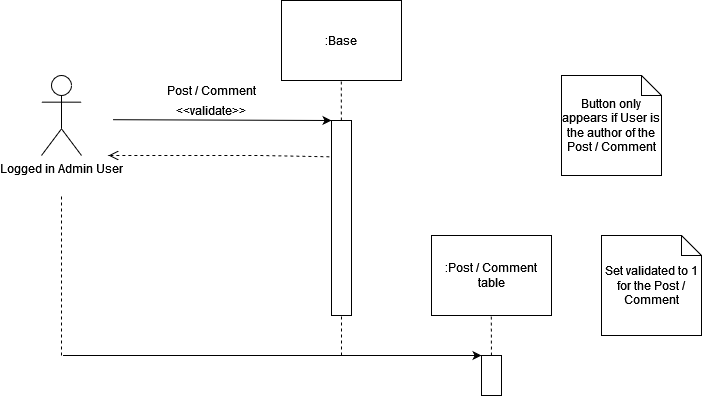 :Base
Post / Comment
<<validate>>
Button only
appears if User is
the author of the
Post / Comment
Logged in Admin User
:Post / Comment
table
Set validated to 1
for the Post /
Comment